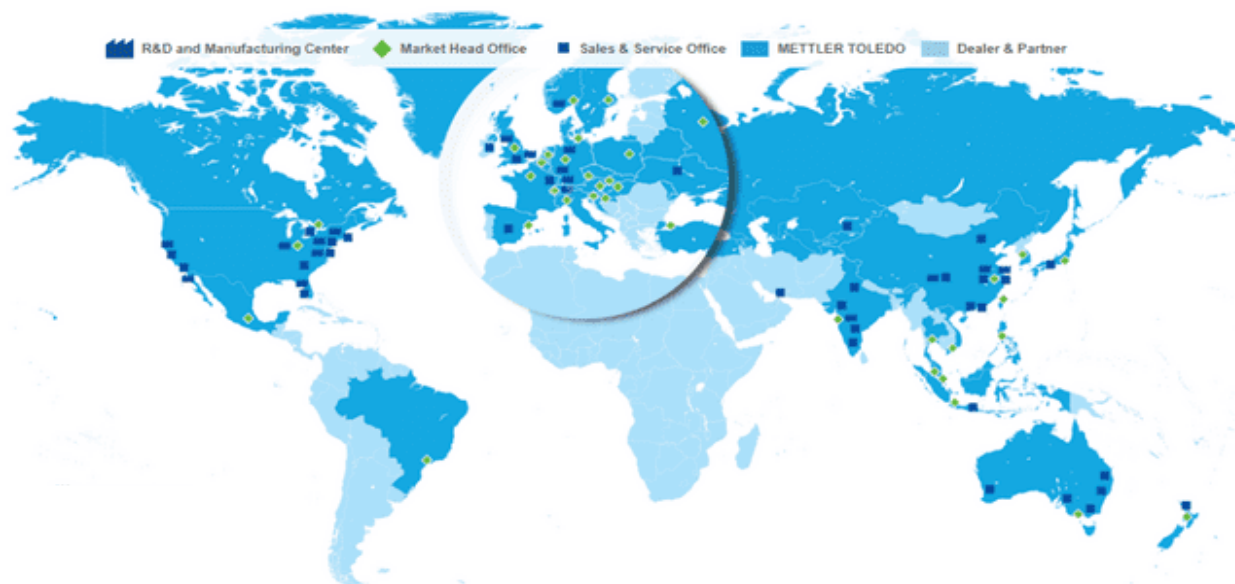 R&D and Manufacturing Center Market Head Office Sales & Service Office METTLER TOLEDO Dealer & Partner